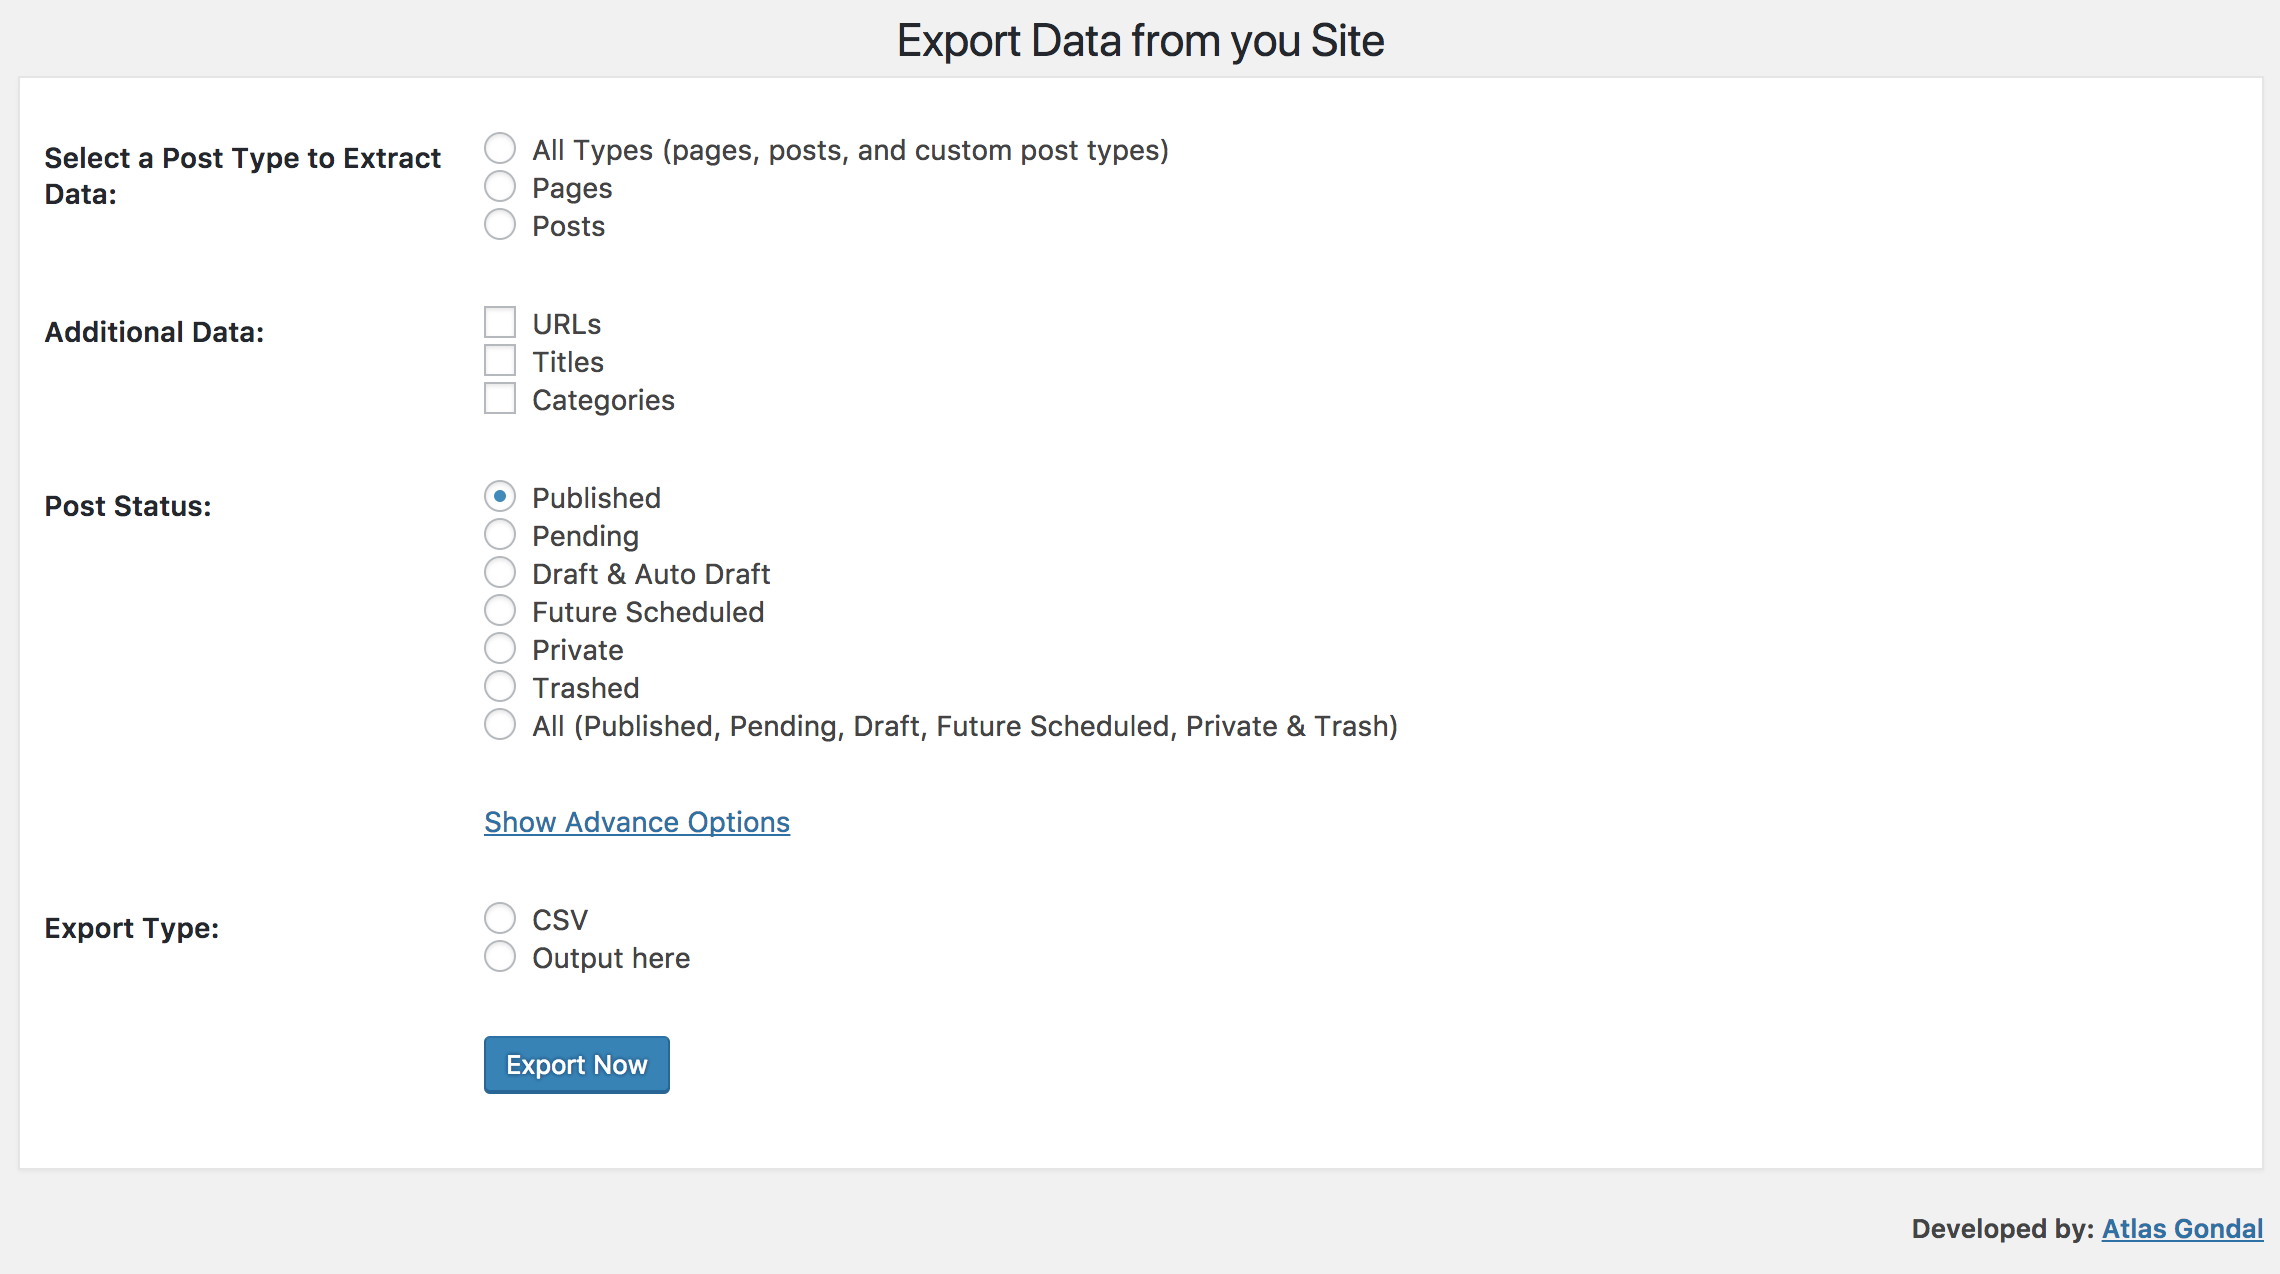 Export Data from you Site
Select a Post Type to Extract
Data:
All Types (pages, posts, and custom post types)
Pages
Posts
Additional Data:
URLs
Titles
Categories
Post Status:
Published
Pending
Draft & Auto Draft
Future Scheduled
Private
Trashed
All (Published, Pending, Draft, Future Scheduled, Private & Trash)
Show Advance Options
Export Type:
CSV
Output here
Export Now
Developed by: Atlas Gondal